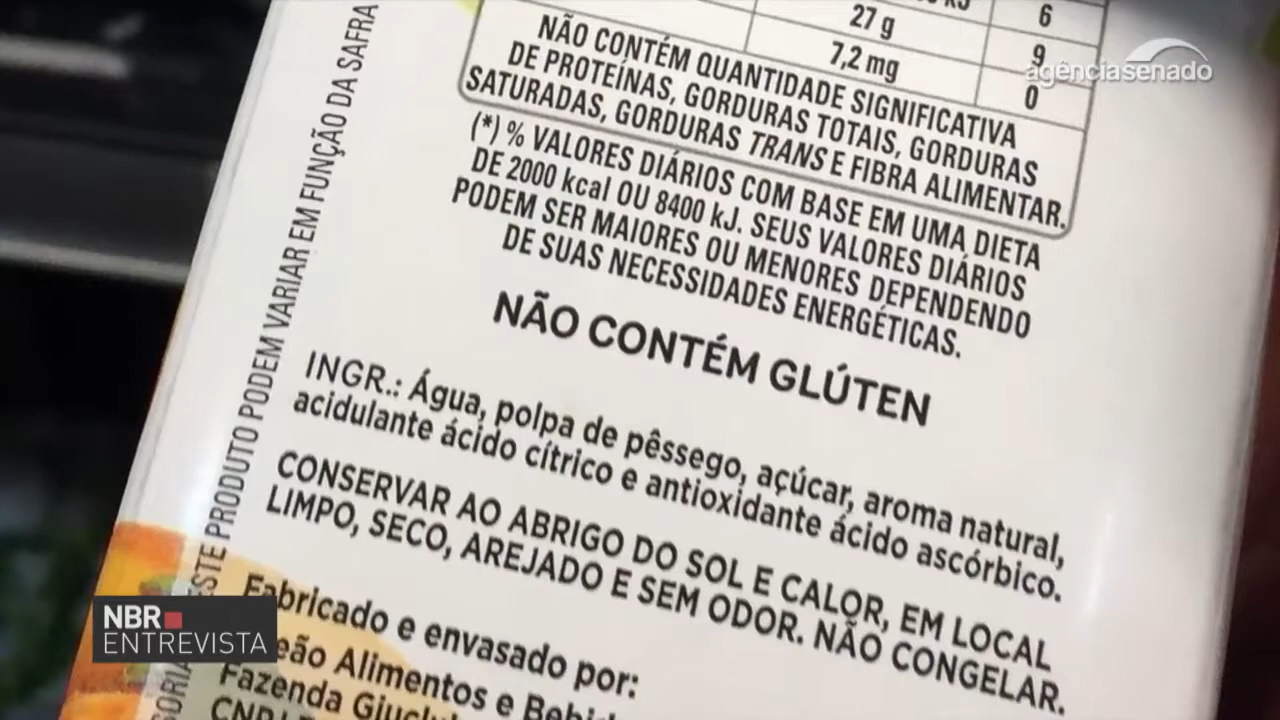 6
27 g
9
7,2 mg
0
agênciasenado
NÃO CONTÉM QUANTIDADE SIGNIFICATIVA
DE PROTEÍNAS, GORDURAS TOTAIS, GORDURAS
SATURADAS, GORDURAS TRANS E FIBRA ALIMENTAR.
(*) % VALORES DIÁRIOS COM BASE EM UMA DIETA
DE 2000 kcal OU 8400 kJ. SEUS VALORES DIÁRIOS
PODEM SER MAIORES OU MENORES DEPENDENDO
DE SUAS NECESSIDADES ENERGÉTICAS.
NÃO CONTÉM GLÚTEN
INGR.: Água, polpa de pêssego, açúcar, aroma natural,
acidulante ácido cítrico e antioxidante ácido ascórbico.
CONSERVAR AO ABRIGO DO SOL E CALOR, EM LOCAL
LIMPO, SECO, AREJADO E SEM ODOR. NÃO CONGELAR.
Fabricado e envasado por:
Alimentos e
Fazenda
ESTE PRODUTO PODEM VARIAR EM FUNÇÃO DA SAFRA
NBR
ENTREVISTA